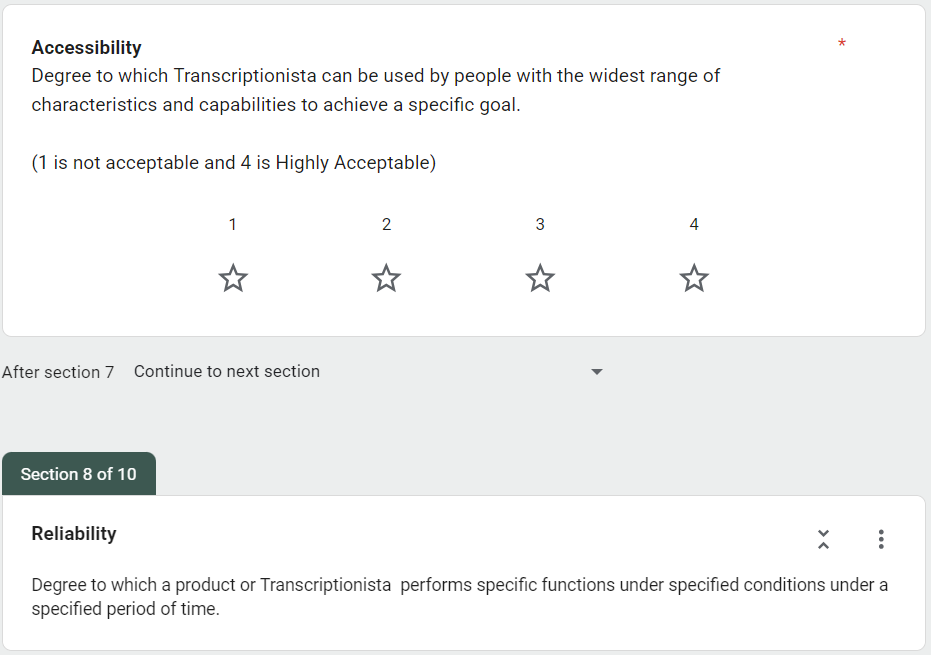 Accessibility *
Degree to which Transcriptionista can be used by people with the widest range of
characteristics and capabilities to achieve a specific goal.
(1 is not acceptable and 4 is Highly Acceptable)
1 2 3 4
After section 7 Continue to next section
Section 8 of 10
Reliability
Degree to which a product or Transcriptionista  performs specific functions under specified conditions under a
specified period of time.